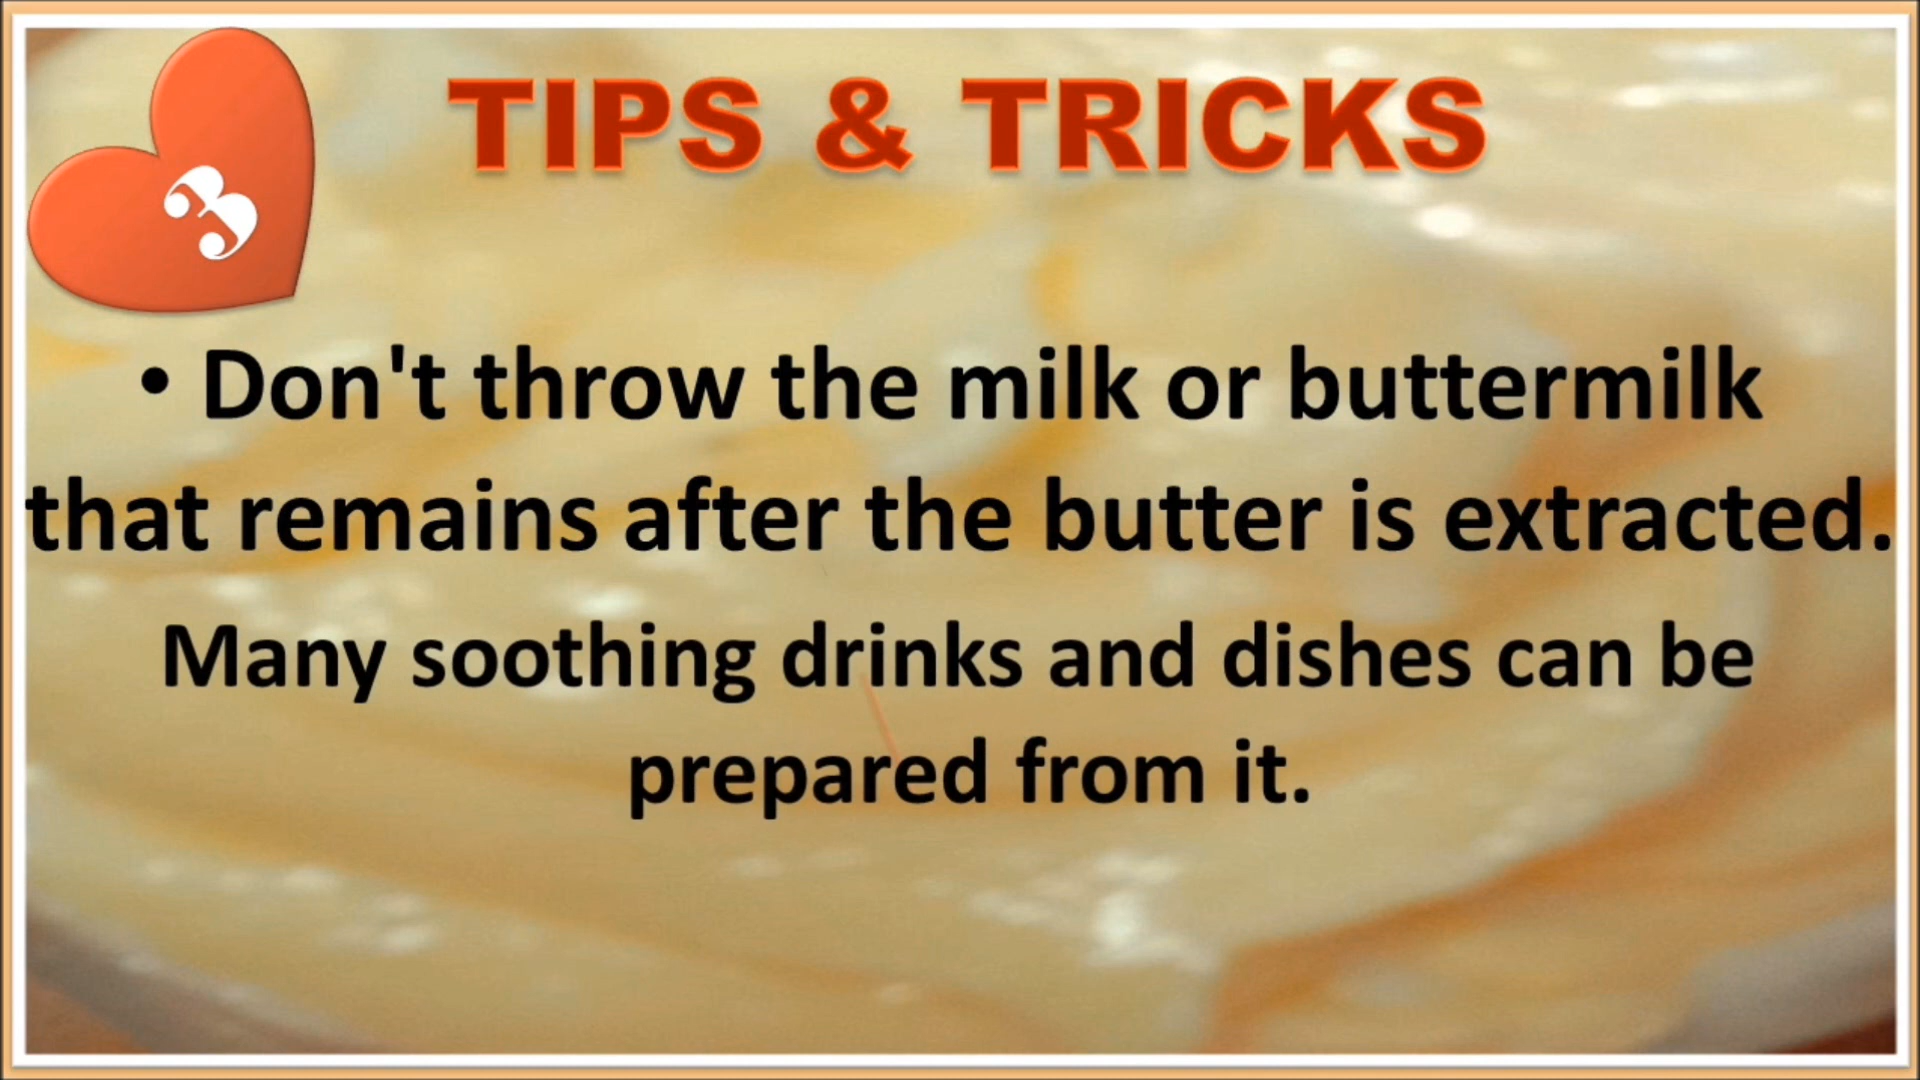 3
TIPS & TRICKS
• Don't throw the milk or buttermilk
that remains after the butter is extracted.
Many soothing drinks and dishes can be
prepared from it.